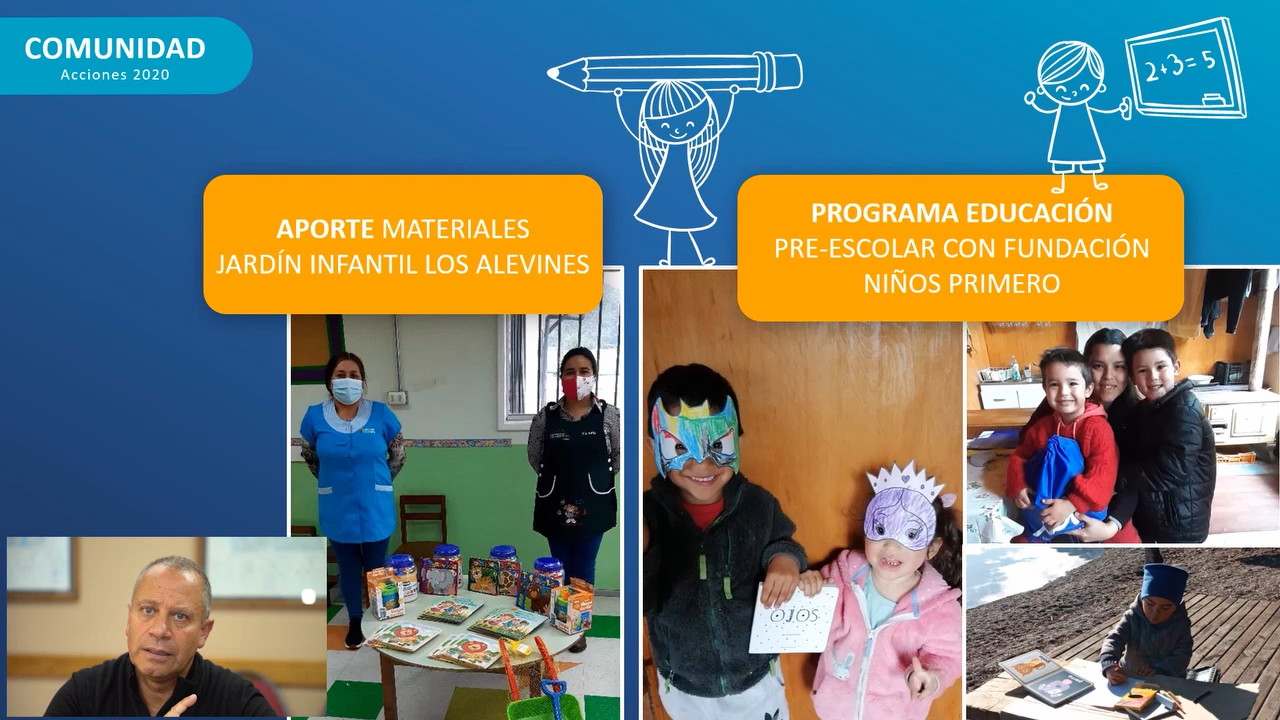 COMUNIDAD
Acciones 2020
2+3=5
APORTE MATERIALES
JARDÍN INFANTIL LOS ALEVINES
PROGRAMA EDUCACIÓN
PRE-ESCOLAR CON FUNDACIÓN
NIÑOS PRIMERO
OJOS